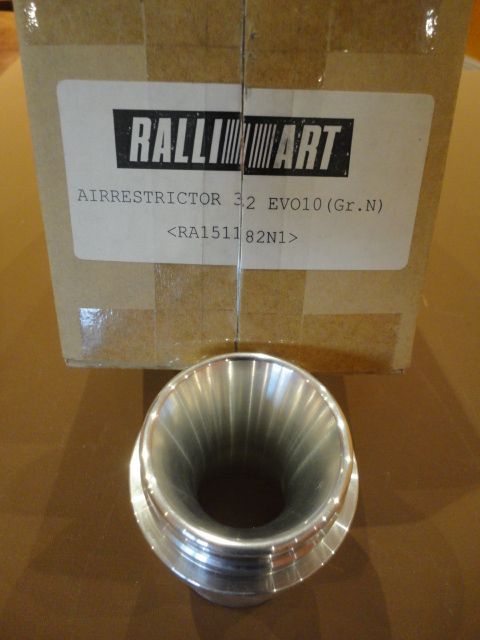 RALLI ART
AIRRESTRICTOR 32 EVO10(Gr.N)
<RA151182N1>